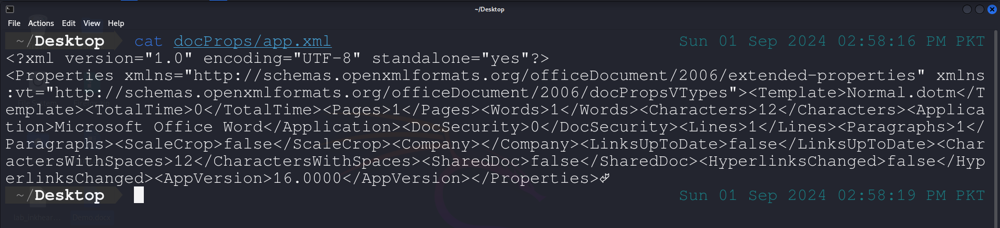 ~/Desktop
File Actions Edit View Help
~/Desktop cat docProps/app.xml Sun 01 Sep 2024 02:58:16 PM PKT
<?xml version="1.0" encoding="UTF-8" standalone="yes"?>
<Properties xmlns="http://schemas.openxmlformats.org/officeDocument/2006/extended-properties" xmlns
:vt="http://schemas.openxmlformats.org/officeDocument/2006/docPropsVTypes"><Template>Normal.dotm</T
emplate><TotalTime>0</TotalTime><Pages>1</Pages><Words>1</Words><Characters>12</Characters><Applica
tion>Microsoft Office Word</Application><DocSecurity>0</DocSecurity><Lines>1</Lines><Paragraphs>1</
Paragraphs><ScaleCrop>false</ScaleCrop><Company></Company><LinksUpToDate>false</LinksUpToDate><Char
actersWithSpaces>12</CharactersWithSpaces><SharedDoc>false</SharedDoc><HyperlinksChanged>false</Hyp
erlinksChanged><AppVersion>16.0000</AppVersion></Properties>
~/Desktop Sun 01 Sep 2024 02:58:19 PM PKT
lab_inkhear... Demo.docx